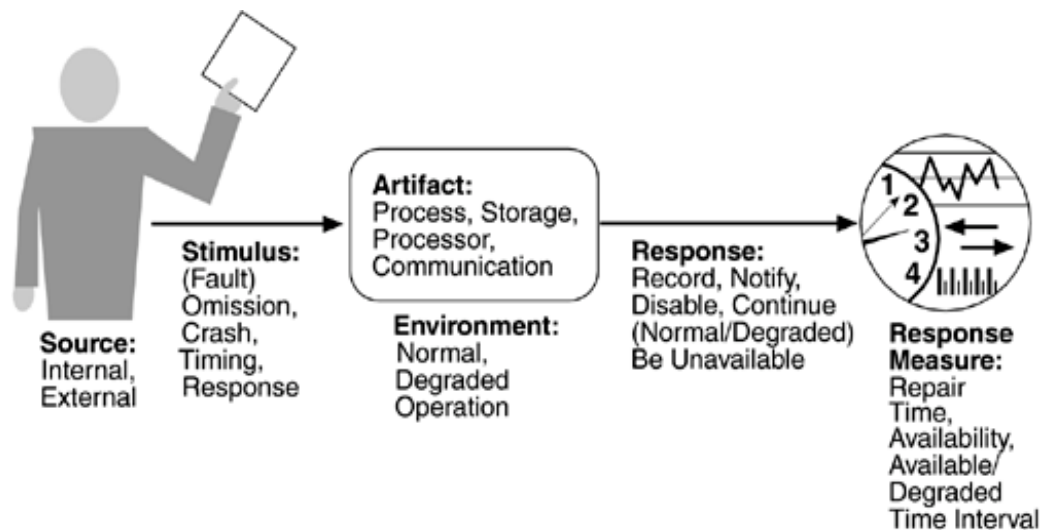 Source:
Internal,
External
Stimulus:
(Fault)
Omission,
Crash,
Timing,
Response
Artifact:
Process, Storage,
Processor,
Communication
Environment:
Normal,
Degraded
Operation
Response:
Record, Notify,
Disable, Continue
(Normal/Degraded)
Be Unavailable
1
2
3
4
Response
Measure:
Repair
Time,
Availability,
Available/
Degraded
Time Interval